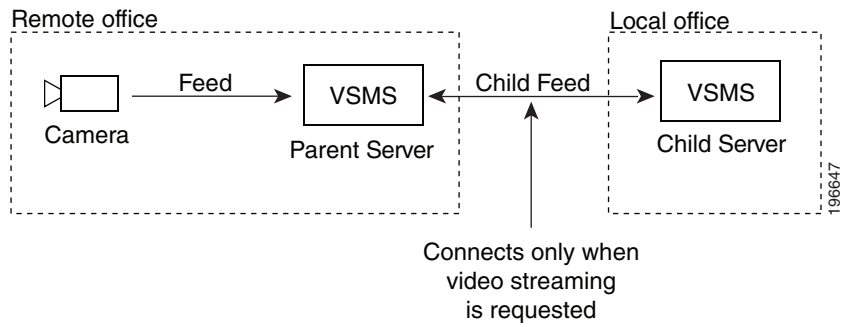 Remote office
Local office
Feed
VSMS
Child Feed
VSMS
Camera
Parent Server
Child Server
196647
Connects only when
video streaming
is requested